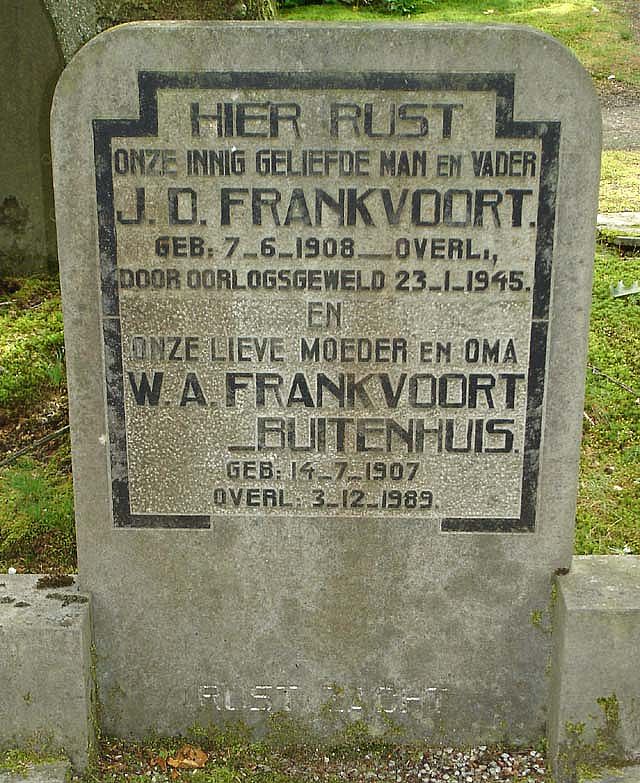 HIER RUST
ONZE INNIG GELIEFDE MAN EN VADER
J. D. FRANKVOORT.
GEB: 7-6-1908 — OVERL:,
DOOR OORLOGSGEWELD 23-1-1945.
EN
ONZE LIEVE MOEDER EN OMA
W.A. FRANKVOORT
-BUITENHUIS.
GEB: 14-7-1907
OVERL: 3-12-1989.
RUST ZACHT